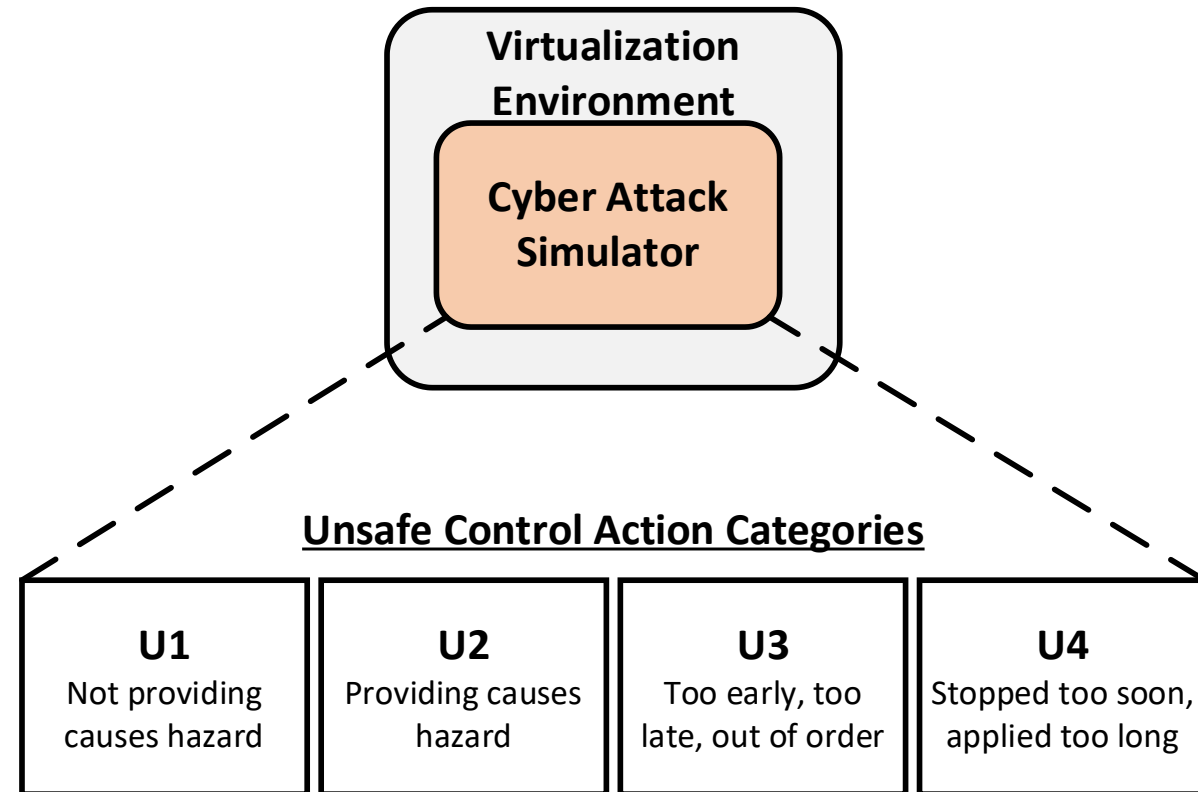 Virtualization
Environment
Cyber Attack
Simulator
Unsafe Control Action Categories
U1
Not providing
causes hazard
U2
Providing causes
hazard
U3
Too early, too
late, out of order
U4
Stopped too soon,
applied too long